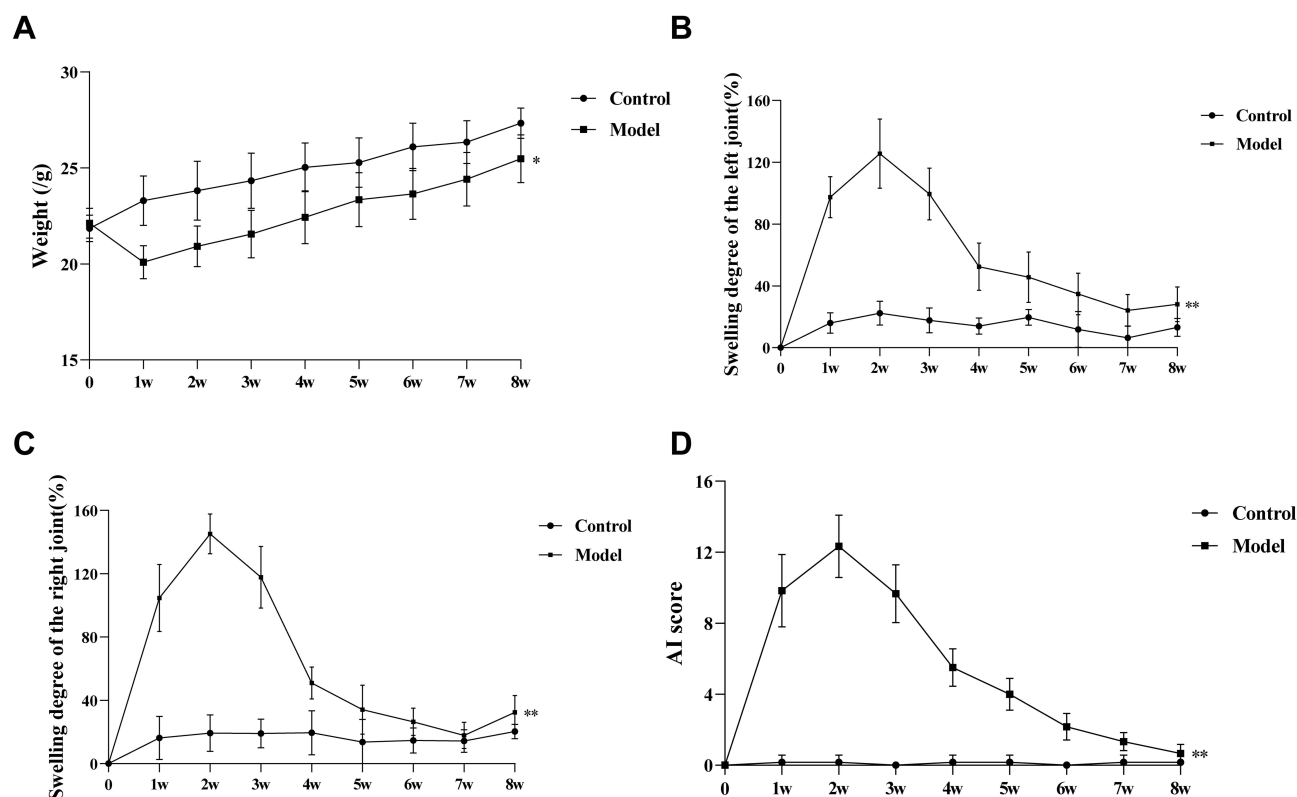 A
Weight (/g)
30
25
20
15
0 1w 2w 3w 4w 5w 6w 7w 8w
Control
Model
*
B
Swelling degree of the left joint(%)
160
120
80
40
0
0 1w 2w 3w 4w 5w 6w 7w 8w
Control
Model
**
C
Swelling degree of the right joint(%)
160
120
80
40
0
0 1w 2w 3w 4w 5w 6w 7w 8w
Control
Model
**
D
AI score
16
12
8
4
0
0 1w 2w 3w 4w 5w 6w 7w 8w
Control
Model
**